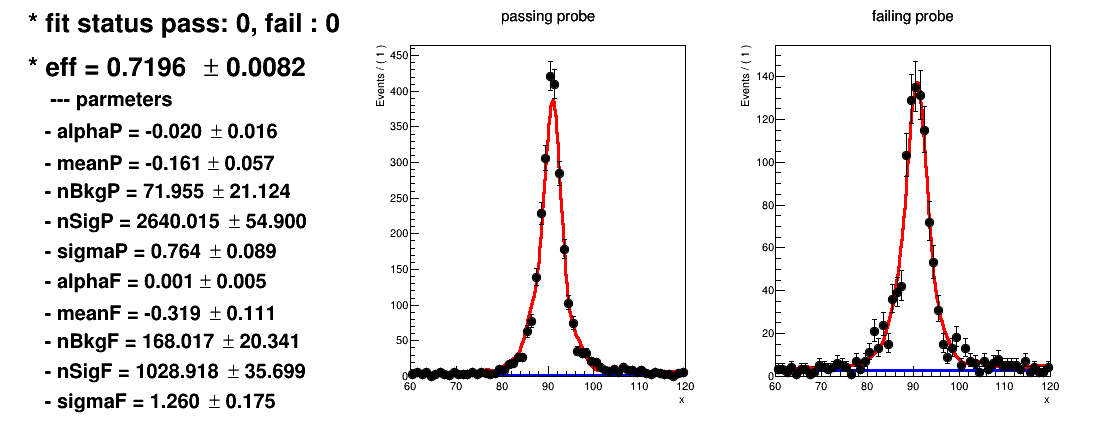 * fit status pass: 0, fail : 0
* eff = 0.7196 ± 0.0082
--- parmeters
- alphaP = -0.020 ± 0.016
- meanP = -0.161 ± 0.057
- nBkgP = 71.955 ± 21.124
- nSigP = 2640.015 ± 54.900
- sigmaP = 0.764 ± 0.089
- alphaF = 0.001 ± 0.005
- meanF = -0.319 ± 0.111
- nBkgF = 168.017 ± 20.341
- nSigF = 1028.918 ± 35.699
- sigmaF = 1.260 ± 0.175
passing probe
Events / ( 1 )
450
400
350
300
250
200
150
100
50
0
60 70 80 90 100 110 120
x
failing probe
Events / ( 1 )
140
120
100
80
60
40
20
0
60 70 80 90 100 110 120
x